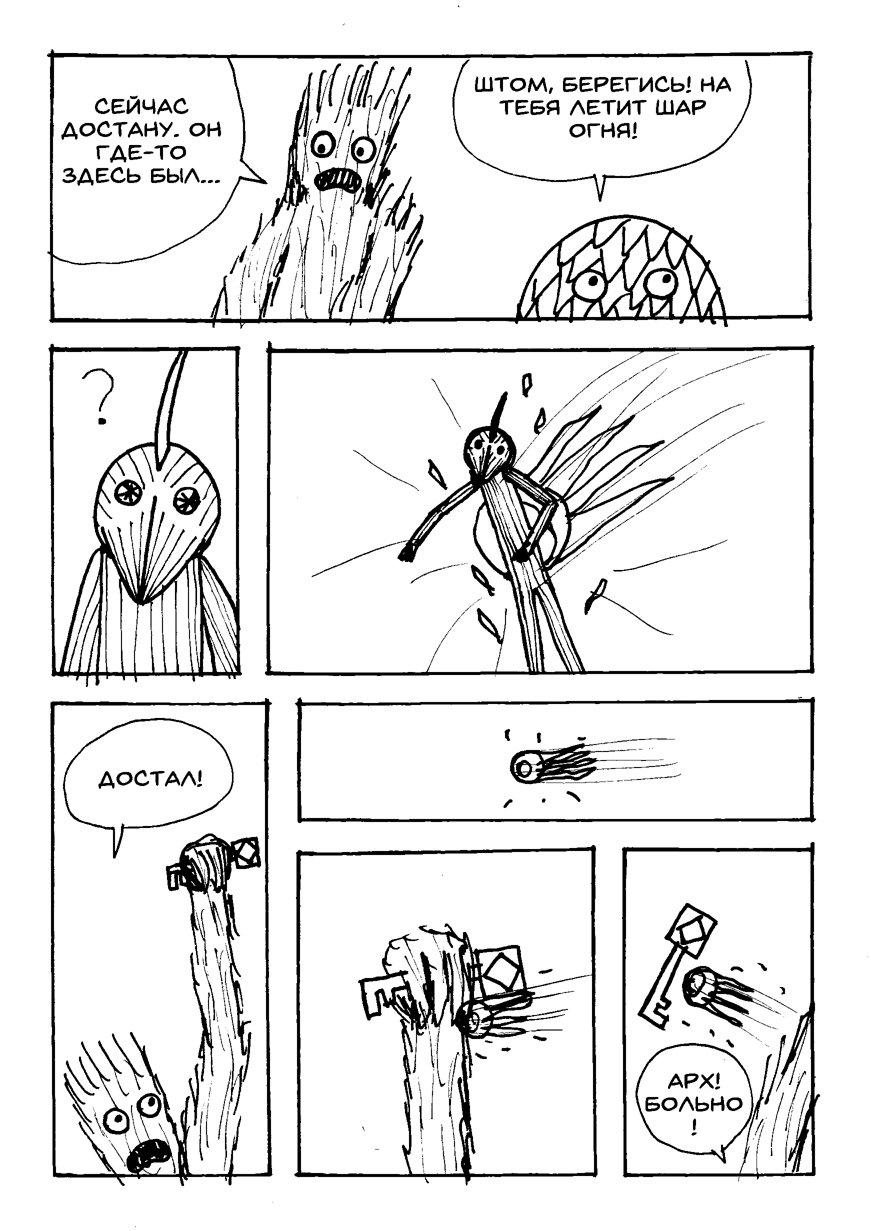 СЕЙЧАС
ДОСТАНУ. ОН
ГДЕ-ТО
ЗДЕСЬ БЫЛ...
ШТОМ, БЕРЕГИСЬ! НА
ТЕБЯ ЛЕТИТ ШАР
ОГНЯ!
?
ДОСТАЛ!
АРХ!
БОЛЬНО
!